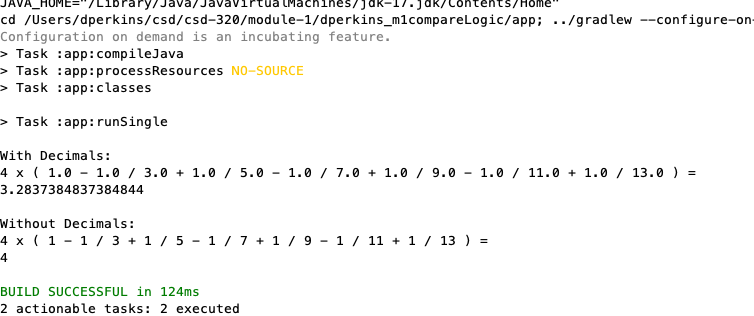 JAVA_HOME="/Library/Java/JavaVirtualMachines/jdk-17.jdk/Contents/Home"
cd /Users/dperkins/csd/csd-320/module-1/dperkins_m1compareLogic/app; ../gradlew --configure-on-
Configuration on demand is an incubating feature.
> Task :app:compileJava
> Task :app:processResources NO-SOURCE
> Task :app:classes
> Task :app:runSingle
With Decimals:
4 x ( 1.0 - 1.0 / 3.0 + 1.0 / 5.0 - 1.0 / 7.0 + 1.0 / 9.0 - 1.0 / 11.0 + 1.0 / 13.0 ) =
3.2837384837384844
Without Decimals:
4 x ( 1 - 1 / 3 + 1 / 5 - 1 / 7 + 1 / 9 - 1 / 11 + 1 / 13 ) =
4
BUILD SUCCESSFUL in 124ms
2 actionable tasks: 2 executed